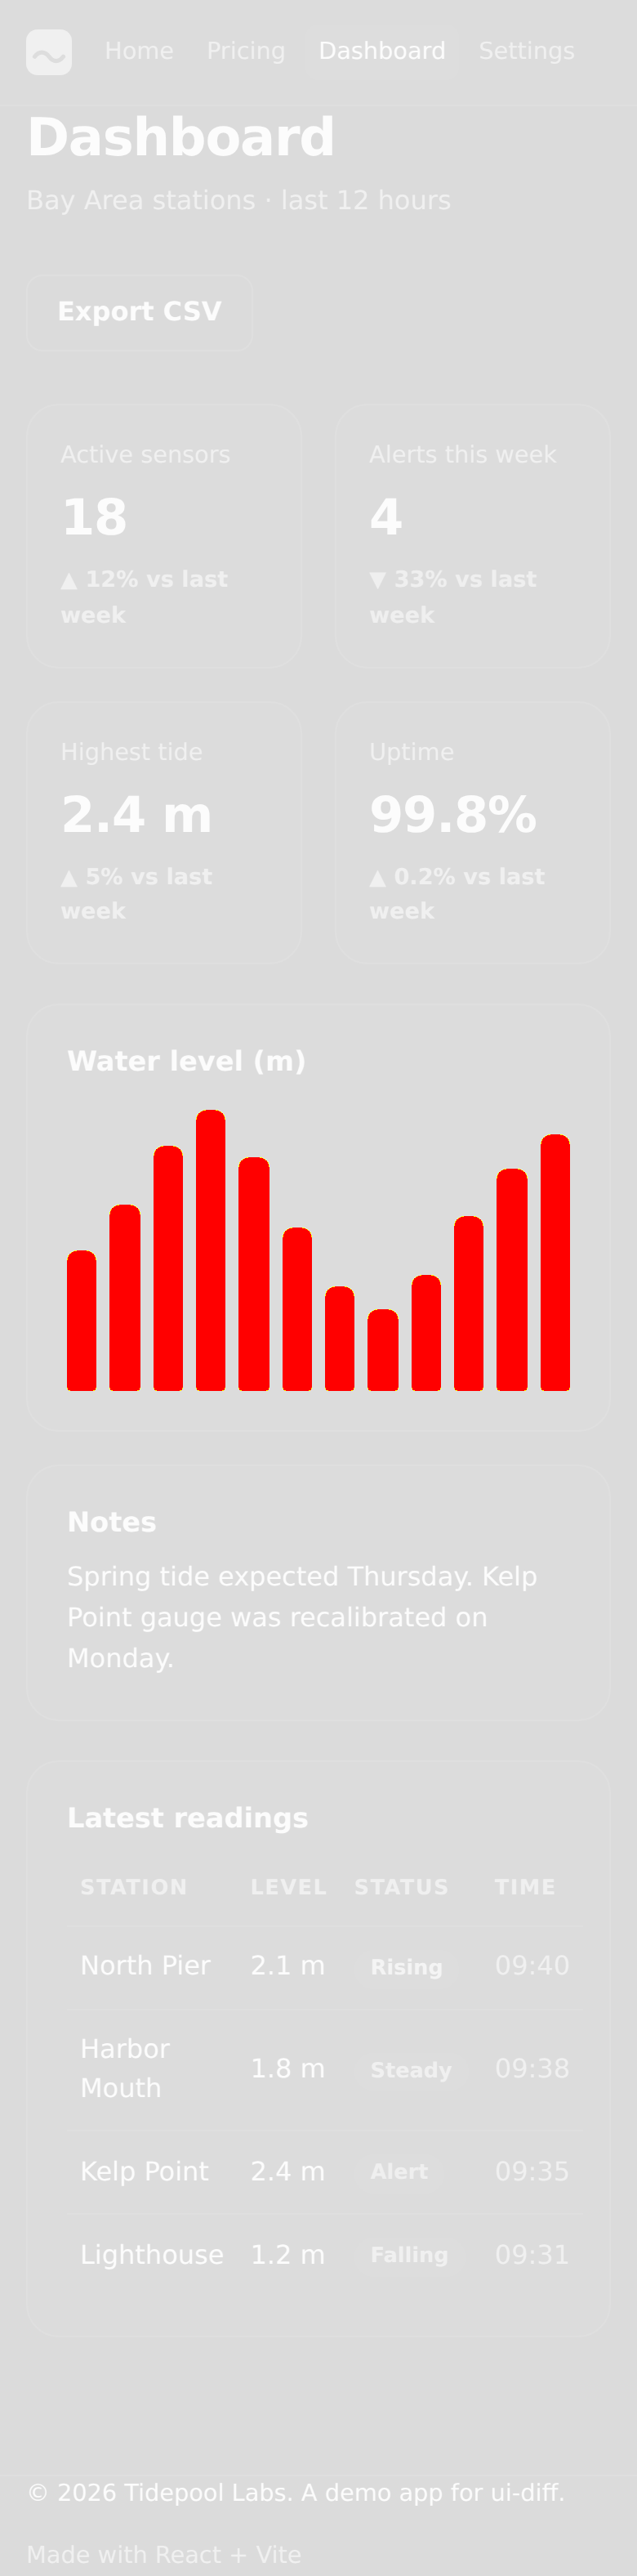 Home Pricing Dashboard Settings
Dashboard
Bay Area stations · last 12 hours
Export CSV
Active sensors
18
▲ 12% vs last
week
Alerts this week
4
▼ 33% vs last
week
Highest tide
2.4 m
▲ 5% vs last
week
Uptime
99.8%
▲ 0.2% vs last
week
Water level (m)
Notes
Spring tide expected Thursday. Kelp
Point gauge was recalibrated on
Monday.
Latest readings
STATION LEVEL STATUS TIME
North Pier 2.1 m Rising 09:40
Harbor
Mouth 1.8 m Steady 09:38
Kelp Point 2.4 m Alert 09:35
Lighthouse 1.2 m Falling 09:31
© 2026 Tidepool Labs. A demo app for ui-diff.
Made with React + Vite